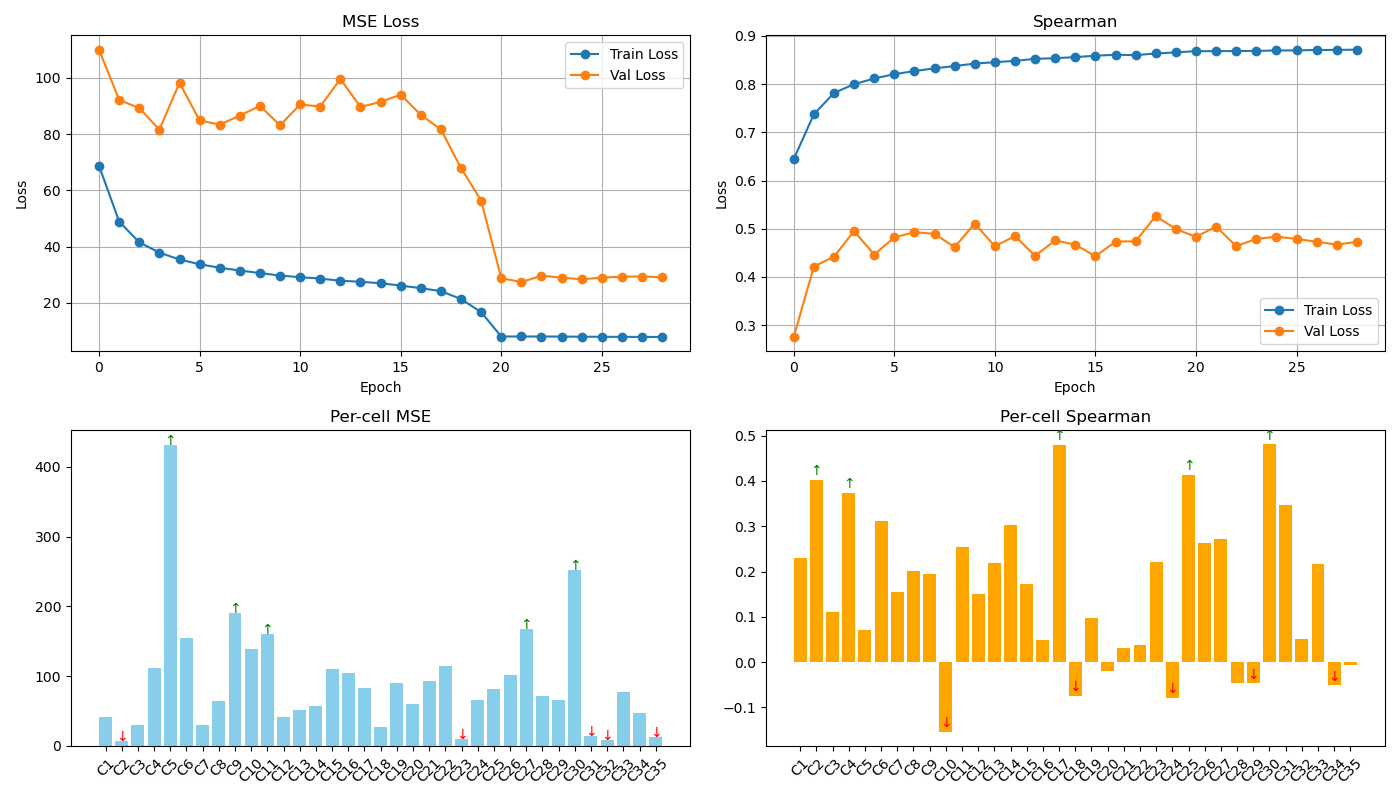 MSE Loss
Loss
100
80
60
40
20
Train Loss
Val Loss
0 5 10 15 20 25
Epoch
Spearman
Loss
0.9
0.8
0.7
0.6
0.5
0.4
0.3
Train Loss
Val Loss
0 5 10 15 20 25
Epoch
Per-cell MSE
400
300
200
100
0
↑ ↓ ↑ ↑ ↓ ↑ ↑ ↓ ↓ ↓
C1 C2 C3 C4 C5 C6 C7 C8 C9 C10 C11 C12 C13 C14 C15 C16 C17 C18 C19 C20 C21 C22 C23 C24 C25 C26 C27 C28 C29 C30 C31 C32 C33 C34 C35
Per-cell Spearman
0.5
0.4
0.3
0.2
0.1
0.0
−0.1
↑ ↑ ↓ ↑ ↓ ↓ ↑ ↓ ↑ ↓
C1 C2 C3 C4 C5 C6 C7 C8 C9 C10 C11 C12 C13 C14 C15 C16 C17 C18 C19 C20 C21 C22 C23 C24 C25 C26 C27 C28 C29 C30 C31 C32 C33 C34 C35